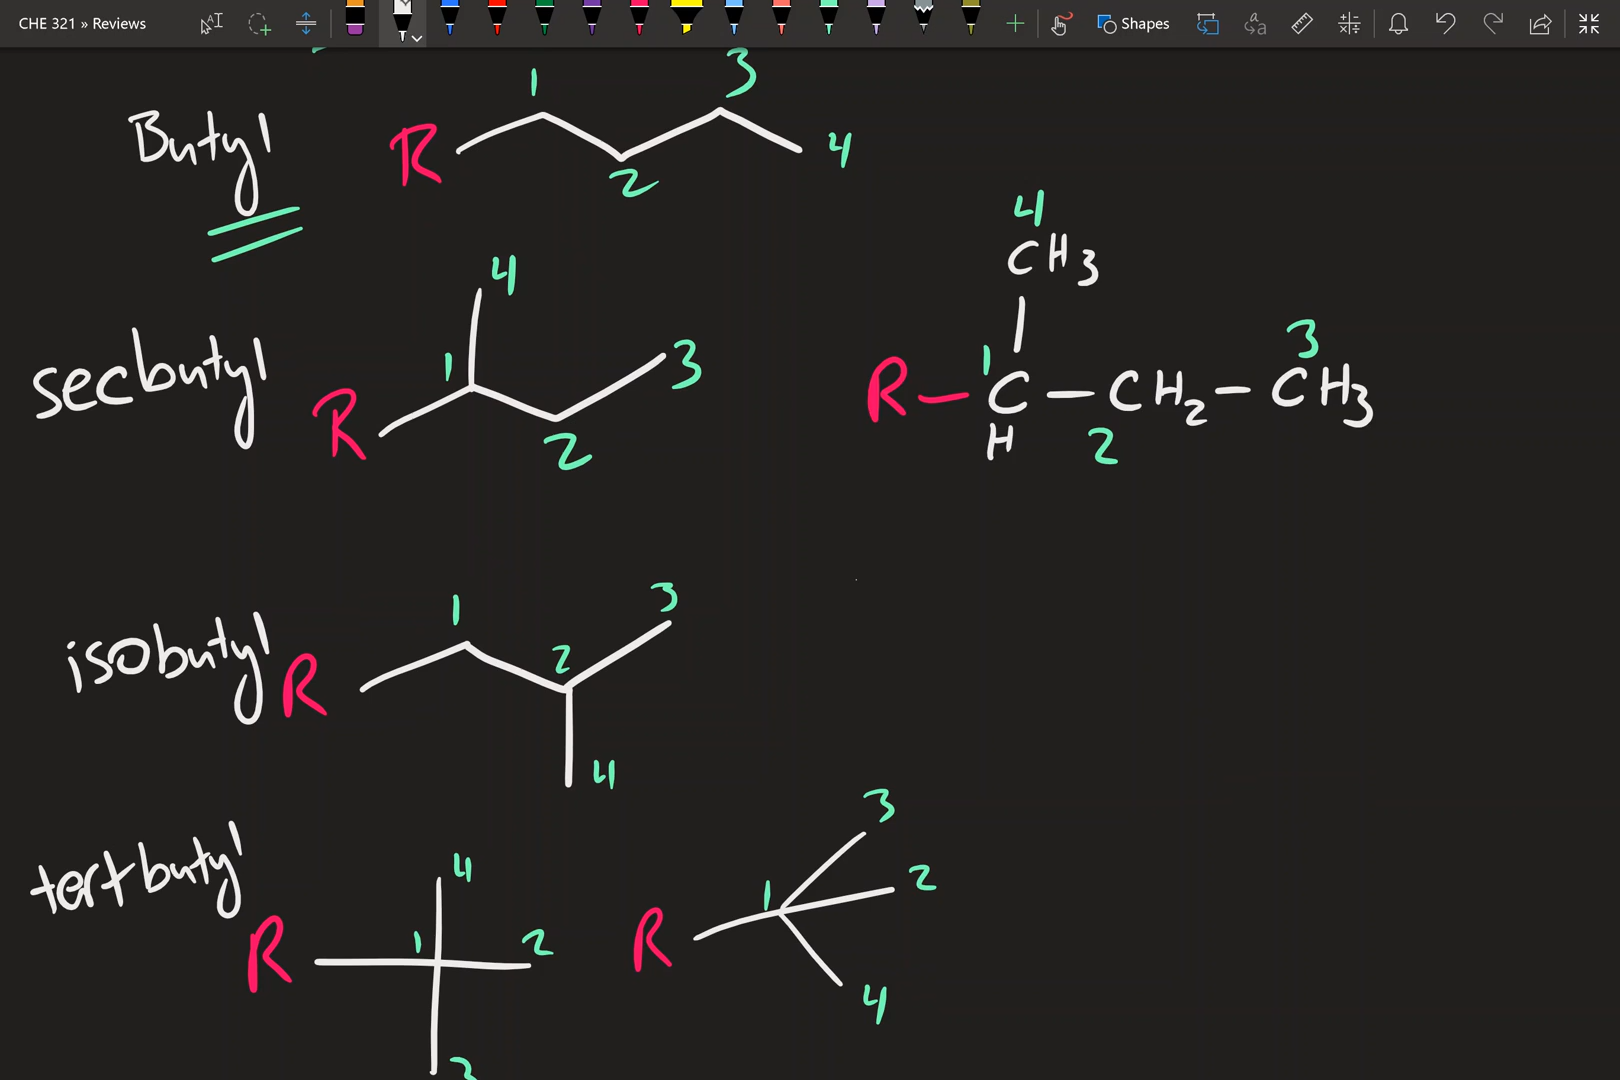 CHE 321 » Reviews
Shapes
1 3
Butyl R 4
2
4
CH3
4
secbutyl 1 3
R 2
1 3
R - C - CH2 - CH3
H 2
1 3
isobutyl R 2
4
3
tertbutyl 4 1 2
R 1 2 R
4
3